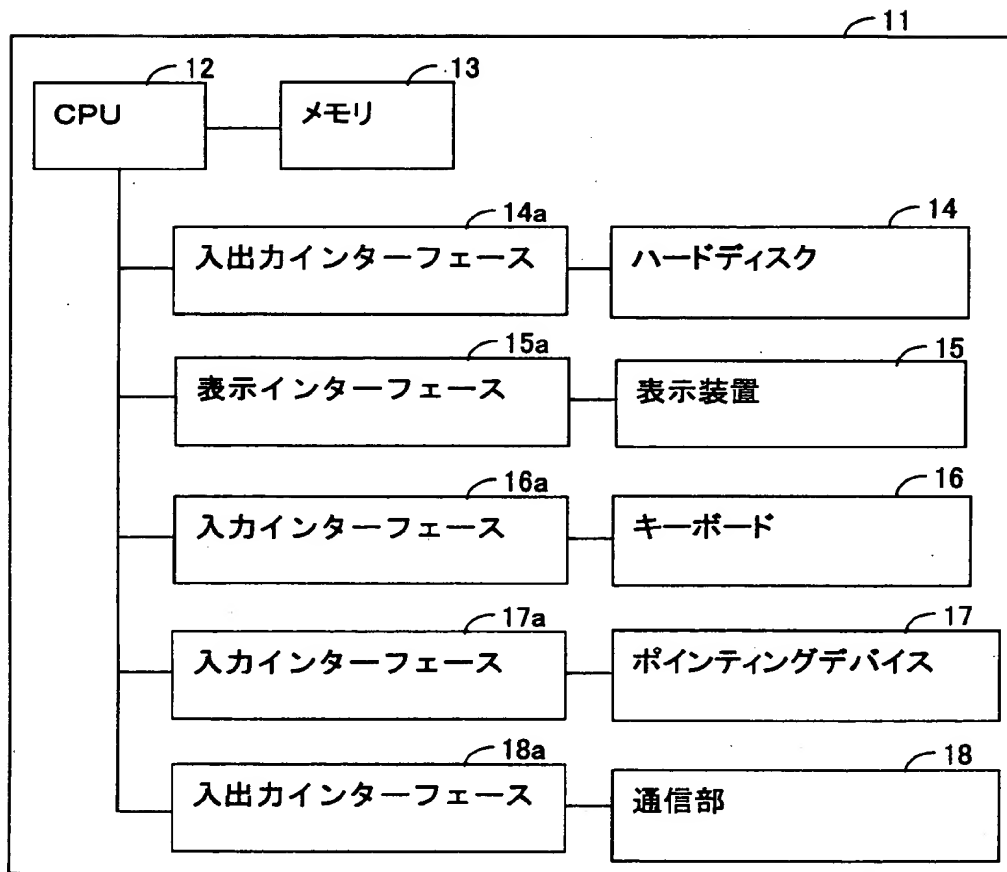 11
12
13
CPU
メモリ
14a
14
入出力インターフェース
ハードディスク
15a
15
表示インターフェース
表示装置
16a
16
入力インターフェース
キーボード
17a
17
入力インターフェース
ポインティングデバイス
18a
18
入出力インターフェース
通信部